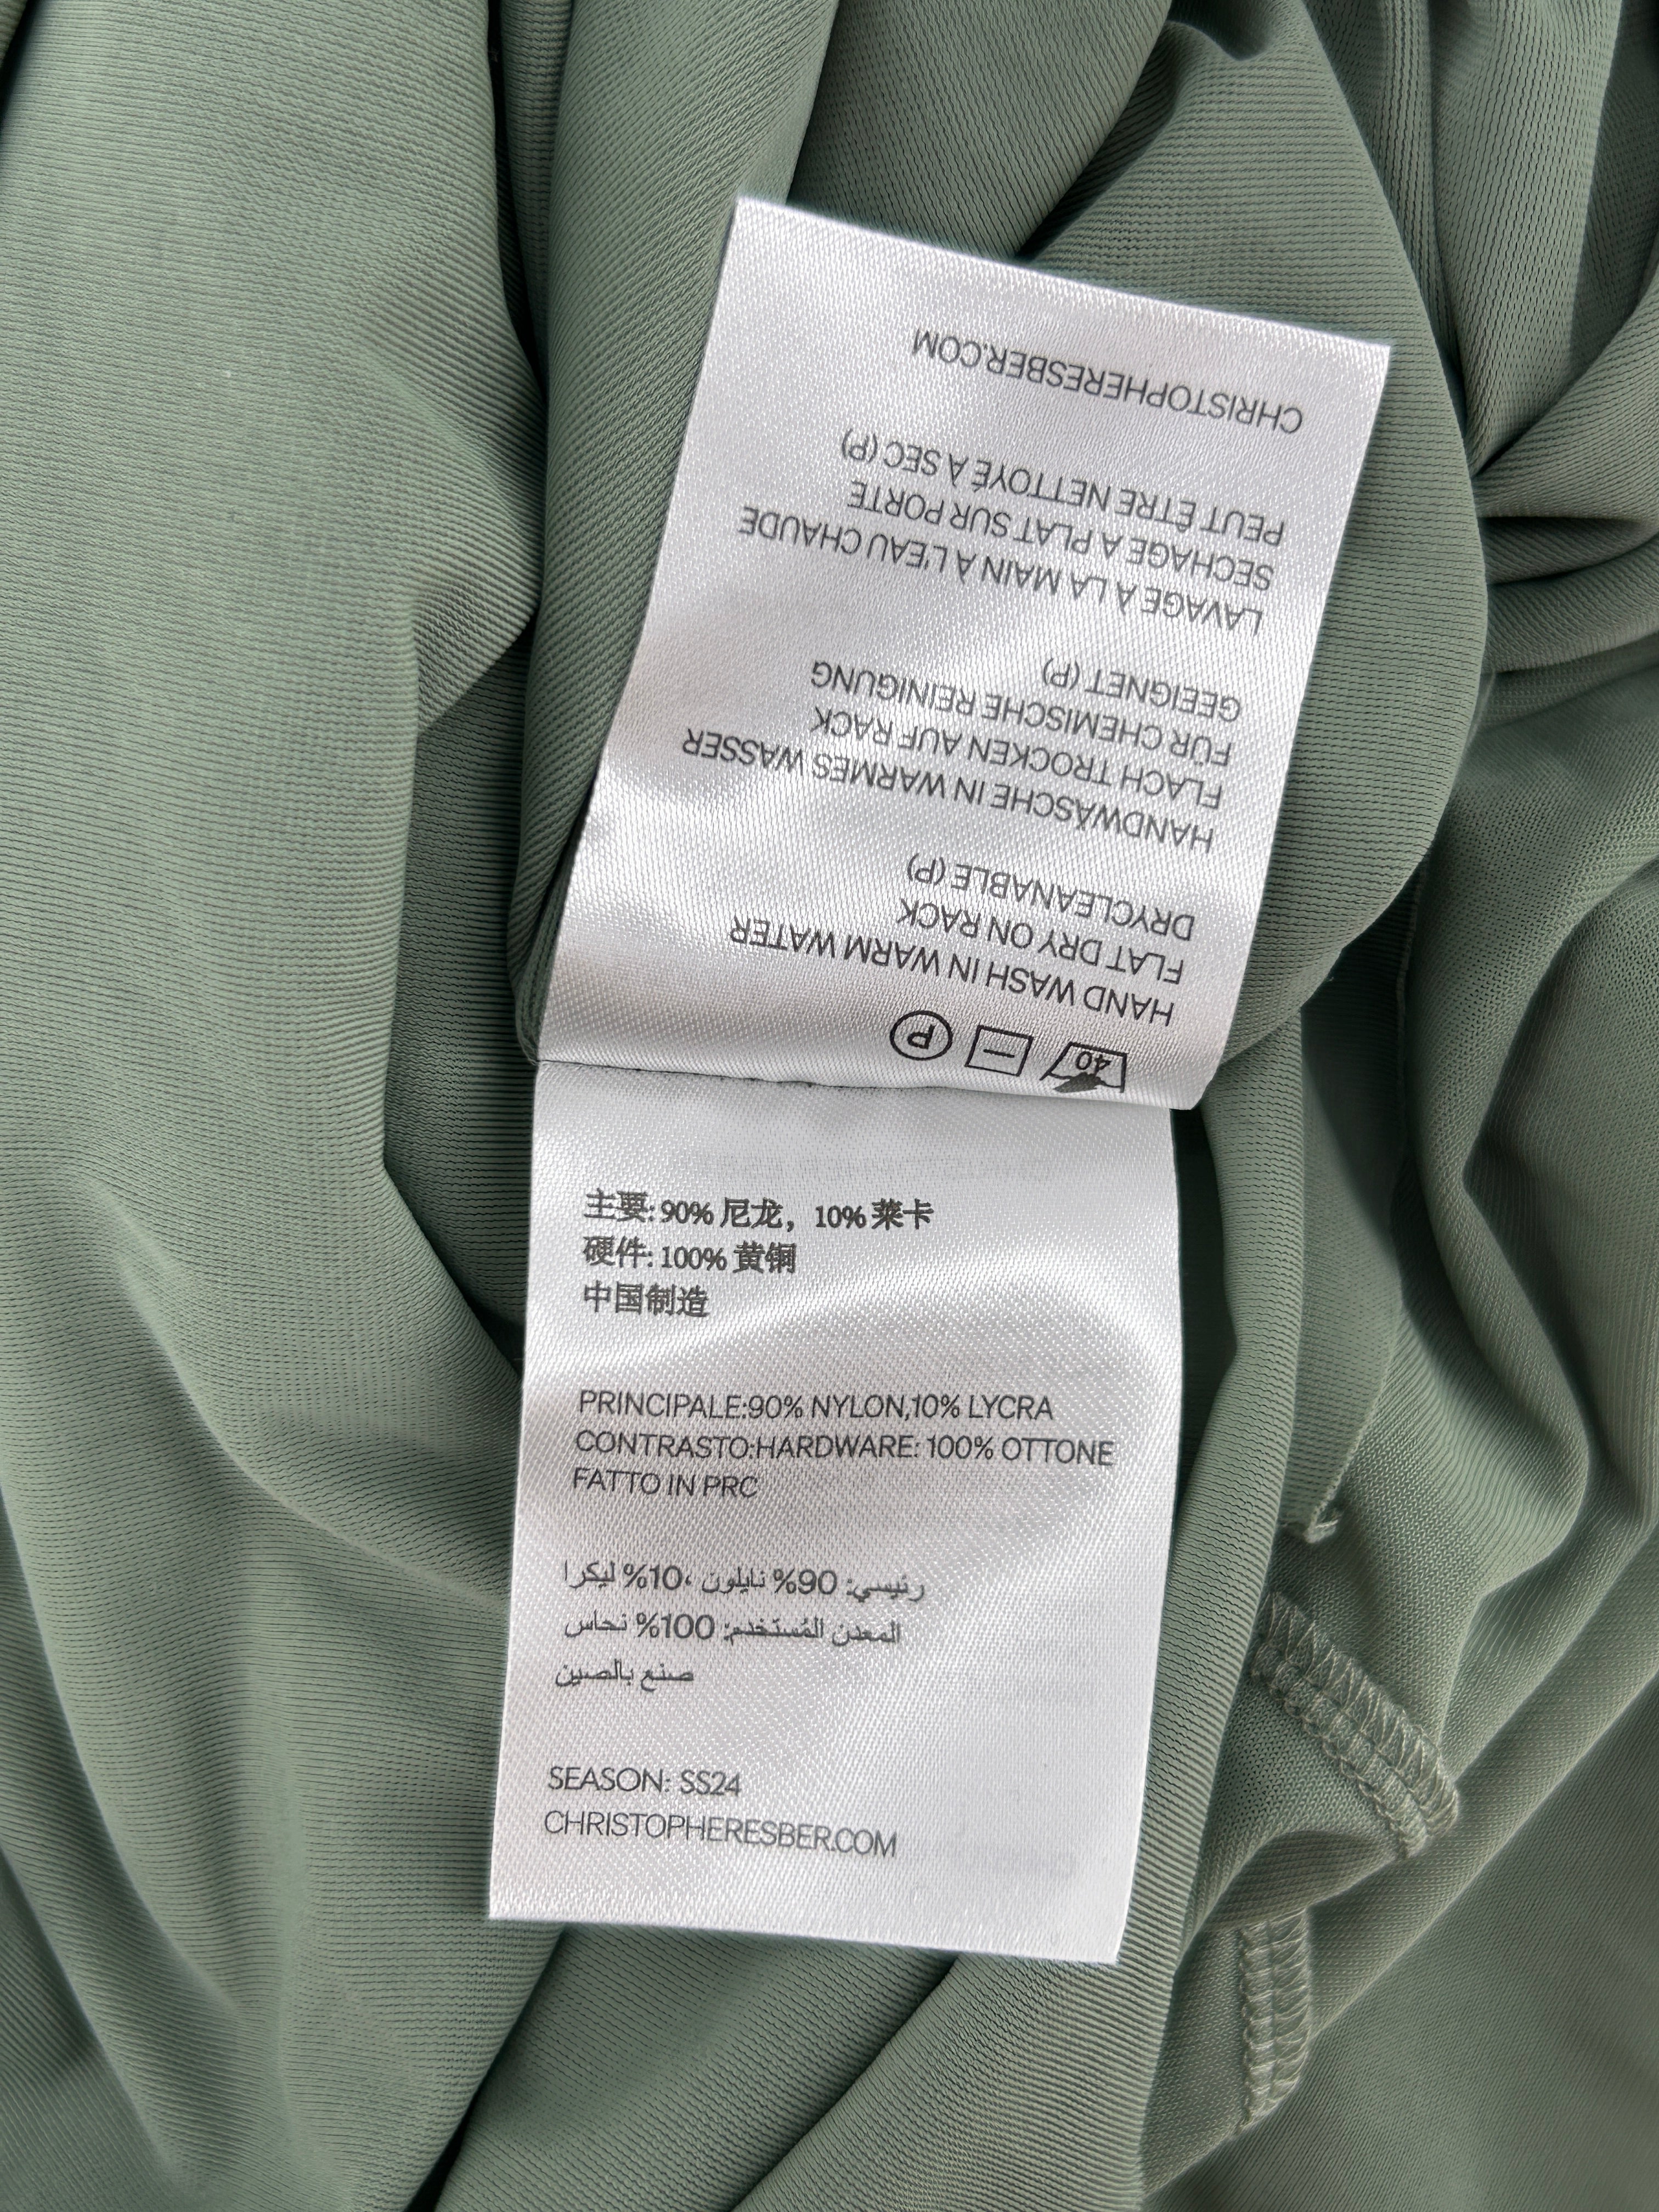 40 P
HAND WASH IN WARM WATER
FLAT DRY ON RACK
DRYCLEANABLE (P)
HANDWÄSCHE IN WARMES WASSER
FLACH TROCKEN AUF RACK
FÜR CHEMISCHE REINIGUNG
GEEIGNET (P)
LAVAGE À LA MAIN À L'EAU CHAUDE
SECHAGE A PLAT SUR PORTE
PEUT ÊTRE NETTOYÉ À SEC (P)
CHRISTOPHERESBER.COM
主要: 90% 尼龙，10% 莱卡
硬件: 100% 黄铜
中国制造
PRINCIPALE:90% NYLON,10% LYCRA
CONTRASTO:HARDWARE: 100% OTTONE
FATTO IN PRC
رئيسي: 90% نايلون ،10% ليكرا
المعدن المُستخدم: 100% نحاس
صنع بالصين
SEASON: SS24
CHRISTOPHERESBER.COM